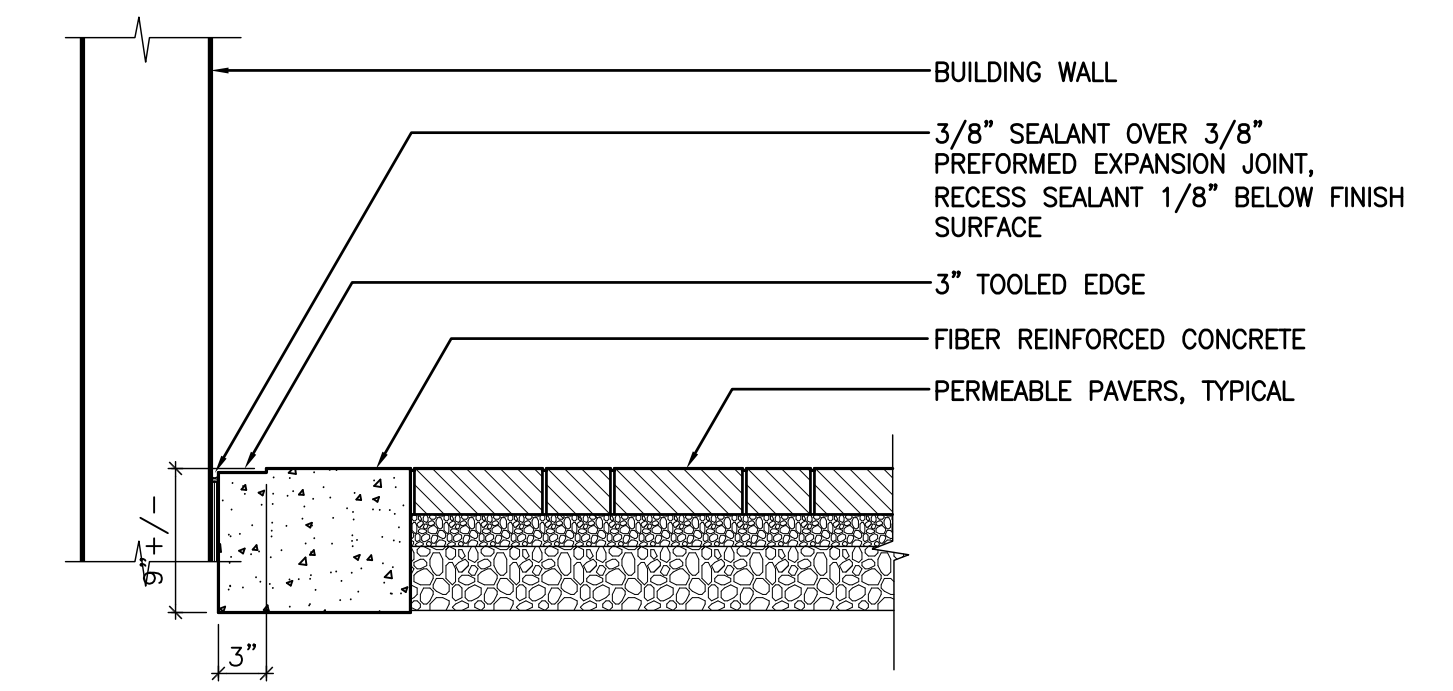 BUILDING WALL
3/8” SEALANT OVER 3/8”
PREFORMED EXPANSION JOINT,
RECESS SEALANT 1/8” BELOW FINISH
SURFACE
3” TOOLED EDGE
FIBER REINFORCED CONCRETE
PERMEABLE PAVERS, TYPICAL
9”+/-
3”